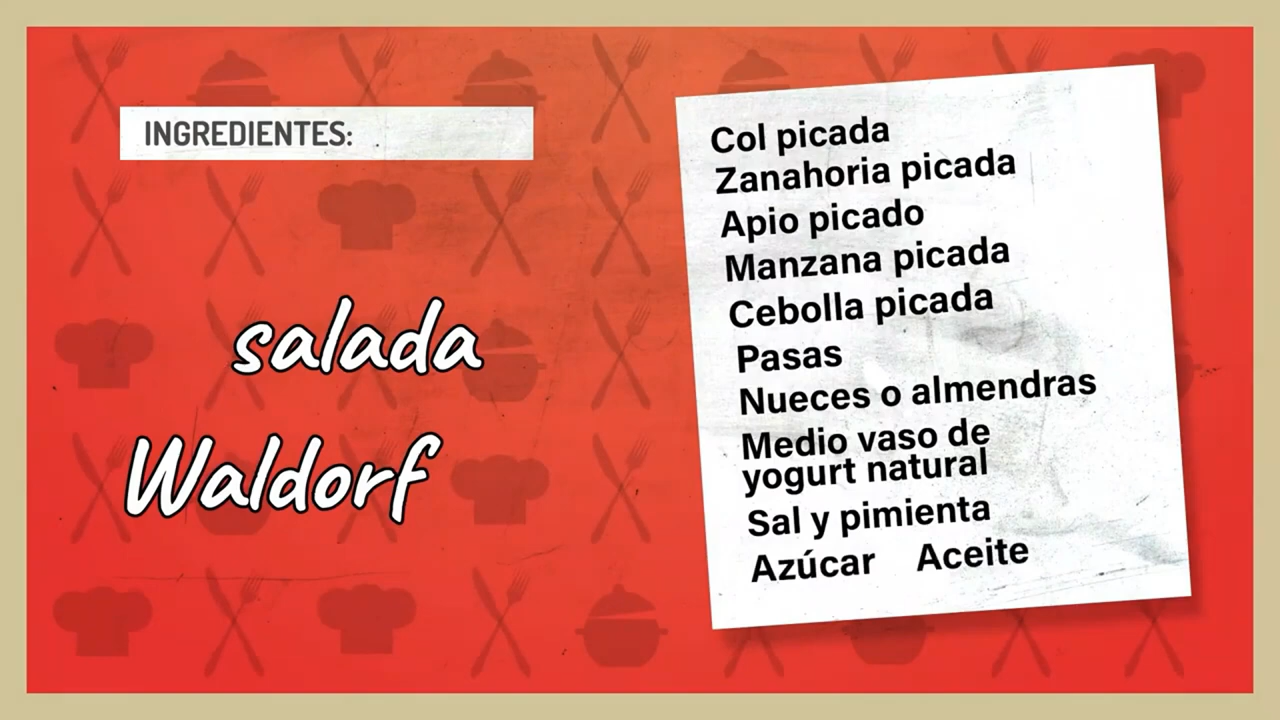 INGREDIENTES:
salada
Waldorf
Col picada
Zanahoria picada
Apio picado
Manzana picada
Cebolla picada
Pasas
Nueces o almendras
Medio vaso de
yogurt natural
Sal y pimienta
Azúcar Aceite